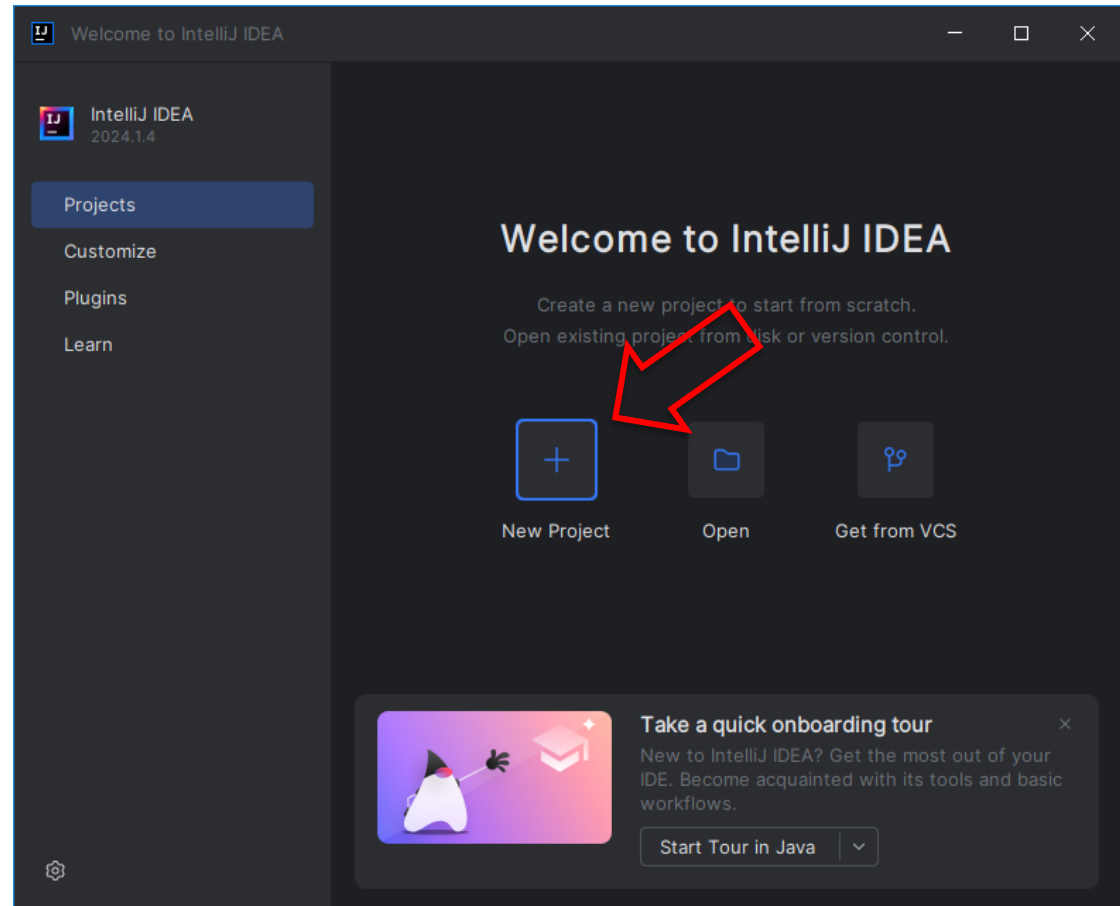 IJ
Welcome to IntelliJ IDEA
IJ
IntelliJ IDEA
2024.1.4
Projects
Customize
Plugins
Learn
Welcome to IntelliJ IDEA
Create a new project to start from scratch.
Open existing project from disk or version control.
New Project
Open
Get from VCS
Take a quick onboarding tour
New to IntelliJ IDEA? Get the most out of your
IDE. Become acquainted with its tools and basic
workflows.
Start Tour in Java